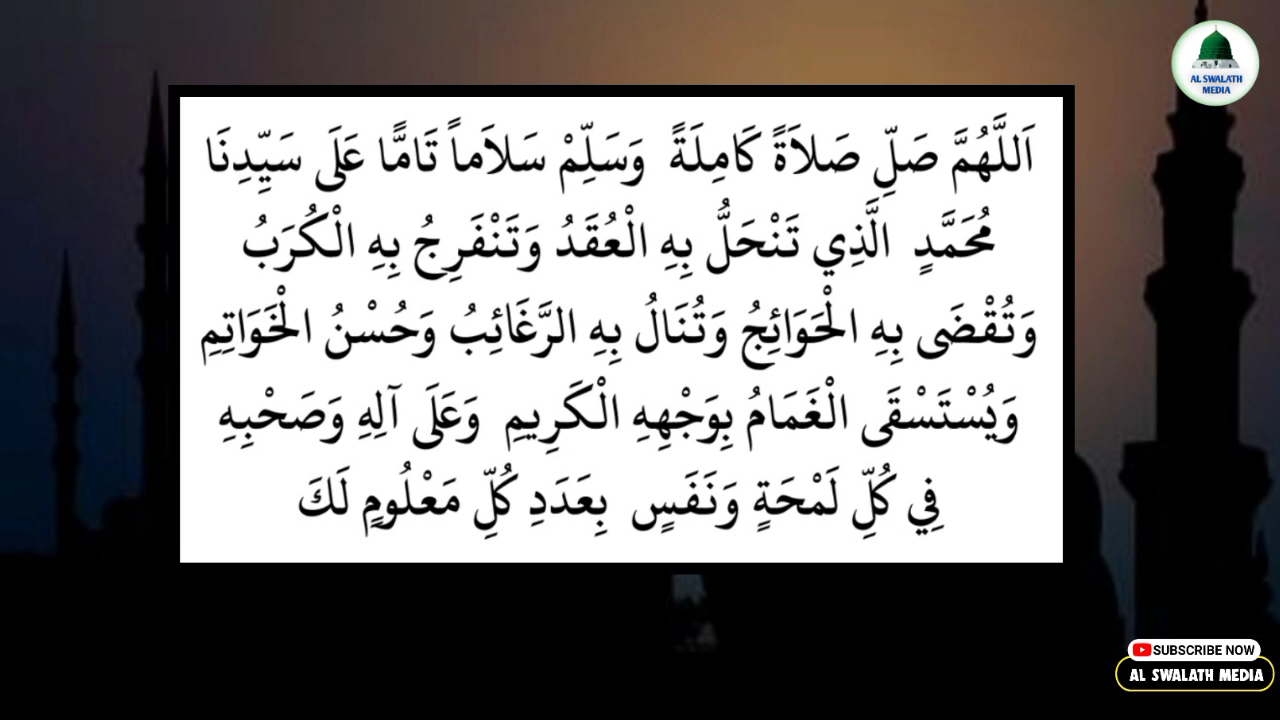 اَللَّهُمَّ صَلِّ صَلاَةً كَامِلَةً وَسَلِّمْ سَلاَماً تَامًّا عَلَى سَيِّدِنَا
مُحَمَّدٍ الَّذِي تَنْحَلُّ بِهِ الْعُقَدُ وَتَنْفَرِجُ بِهِ الْكُرَبُ
وَتُقْضَى بِهِ الْحَوَائِجُ وَتُنَالُ بِهِ الرَّغَائِبُ وَحُسْنُ الْخَوَاتِمِ
وَيُسْتَسْقَى الْغَمَامُ بِوَجْهِهِ الْكَرِيمِ وَعَلَى آلِهِ وَصَحْبِهِ
فِي كُلِّ لَمْحَةٍ وَنَفَسٍ بِعَدَدِ كُلِّ مَعْلُومٍ لَكَ
AL SWALATH
MEDIA
SUBSCRIBE NOW
AL SWALATH MEDIA